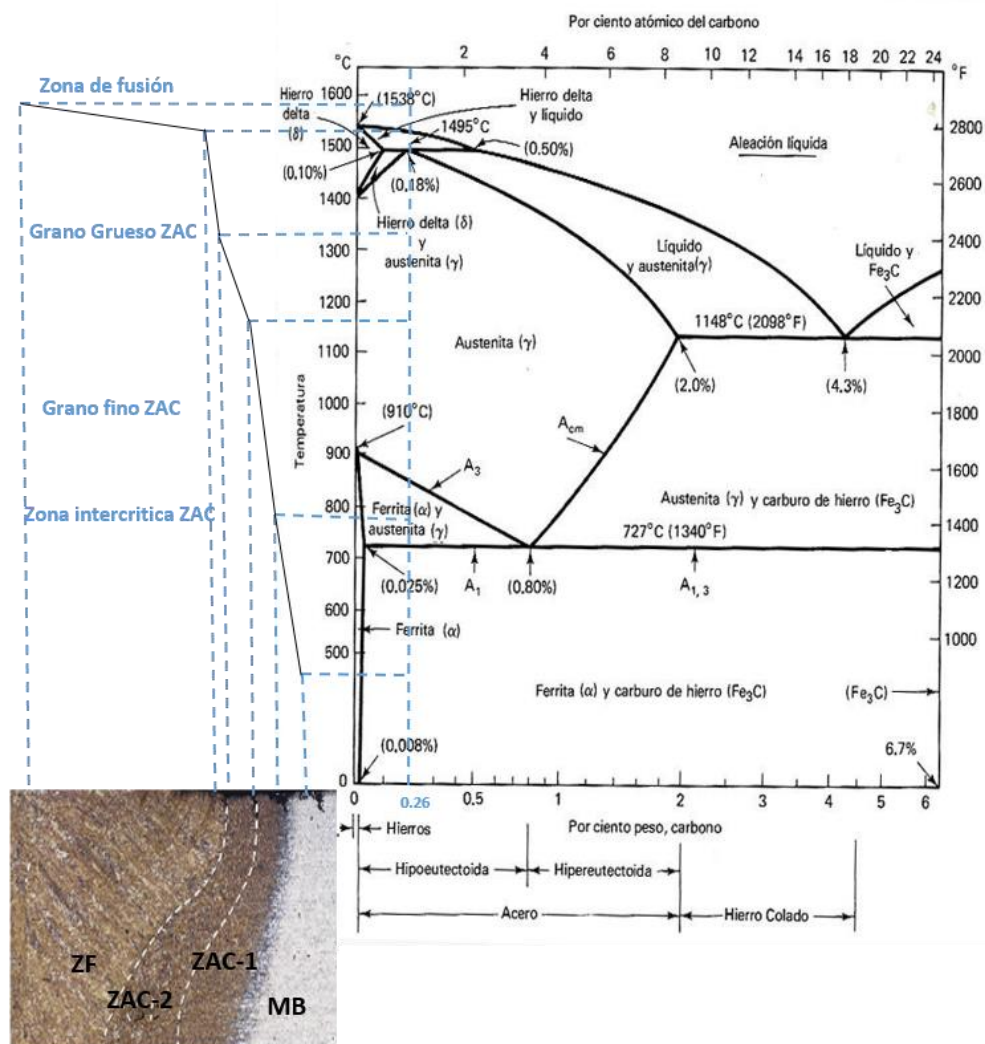 Por ciento atómico del carbono
2 4 6 8 10 12 14 16 18 20 22 24
°C
°F
Zona de fusión
Grano Grueso ZAC
Grano fino ZAC
Zona intercritica ZAC
1600
1500
1400
1300
1200
1100
1000
900
800
700
600
500
0
Temperatura
Hierro
delta
(δ)
(1538°C)
Hierro delta
y líquido
1495°C
(0.50%)
(0.10%)
(0.18%)
Aleación líquida
Hierro delta (δ)
y
austenita (γ)
Líquido
y austenita(γ)
Líquido y
Fe₃C
1148°C (2098°F)
Austenita (γ)
(2.0%)
(4.3%)
(910°C)
A₃
Acm
Ferrita (α) y
austenita (γ)
Austenita (γ) y carburo de hierro (Fe₃C)
727°C (1340°F)
(0.025%)
A₁
(0.80%)
A₁,₃
Ferrita (α)
Ferrita (α) y carburo de hierro (Fe₃C)
(Fe₃C)
(0.008%)
6.7%
2800
2600
2400
2200
2000
1800
1600
1400
1200
1000
0 0.26 0.5 1 2 3 4 5 6
Por ciento peso, carbono
Hierros
Hipoeutectoida
Hipereutectoida
Acero
Hierro Colado
ZF
ZAC-1
ZAC-2
MB